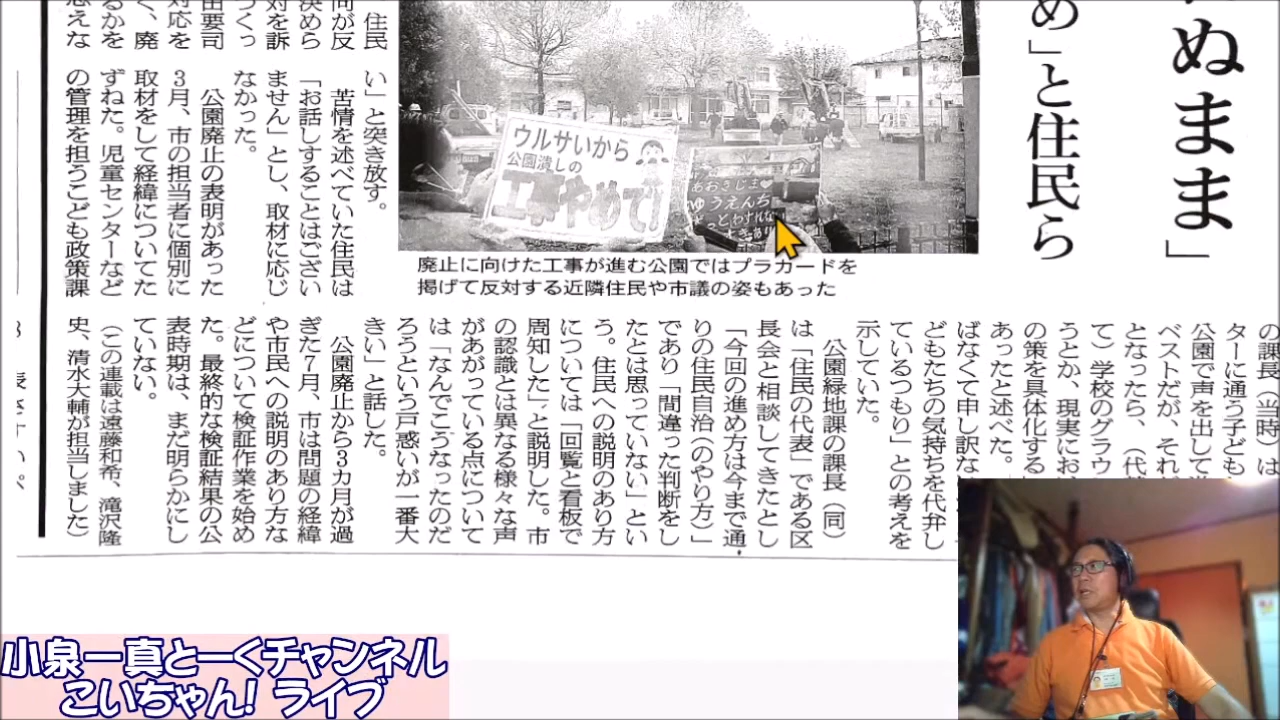 ぬまま」
め」と住民ら
の課長（当時）は
ターに通う子ども
公園で声を出して
ベストだが、それ
となったら、（代
て）学校のグラウ
うとか、現実にお
の策を具体化する
あったと述べた。
ばなくて申し訳な
どもたちの気持ちを代弁し
ているつもり」との考えを
示していた。
公園緑地課の課長（同）
は「住民の代表」である区
長会と相談してきたとし
「今回の進め方は今まで通
りの住民自治（のやり方）」
であり「間違った判断をし
たとは思っていない」とい
う。住民への説明のあり方
については「回覧と看板で
周知した」と説明した。市
の認識とは異なる様々な声
があがっている点について
は「なんでこうなったのだ
ろうという戸惑いが一番大
きい」と話した。
公園廃止から3カ月が過
ぎた7月、市は問題の経緯
や市民への説明のあり方な
どについて検証作業を始め
た。最終的な検証結果の公
表時期は、まだ明らかにし
ていない。
（この連載は遠藤和希、滝沢隆
史、清水大輔が担当しました）
ウルサいから
公園潰しの
工事やめて!
あおきじま
ゆうえんち
廃止に向けた工事が進む公園ではプラカードを
掲げて反対する近隣住民や市議の姿もあった
住民
い」と突き放す。
苦情を述べていた住民は
「お話しすることはござい
ません」とし、取材に応じ
なかった。
公園廃止の表明があった
3月、市の担当者に個別に
取材をして経緯についてた
ずねた。児童センターなど
の管理を担うこども政策課
小泉一真とーくチャンネル
こいちゃん! ライブ